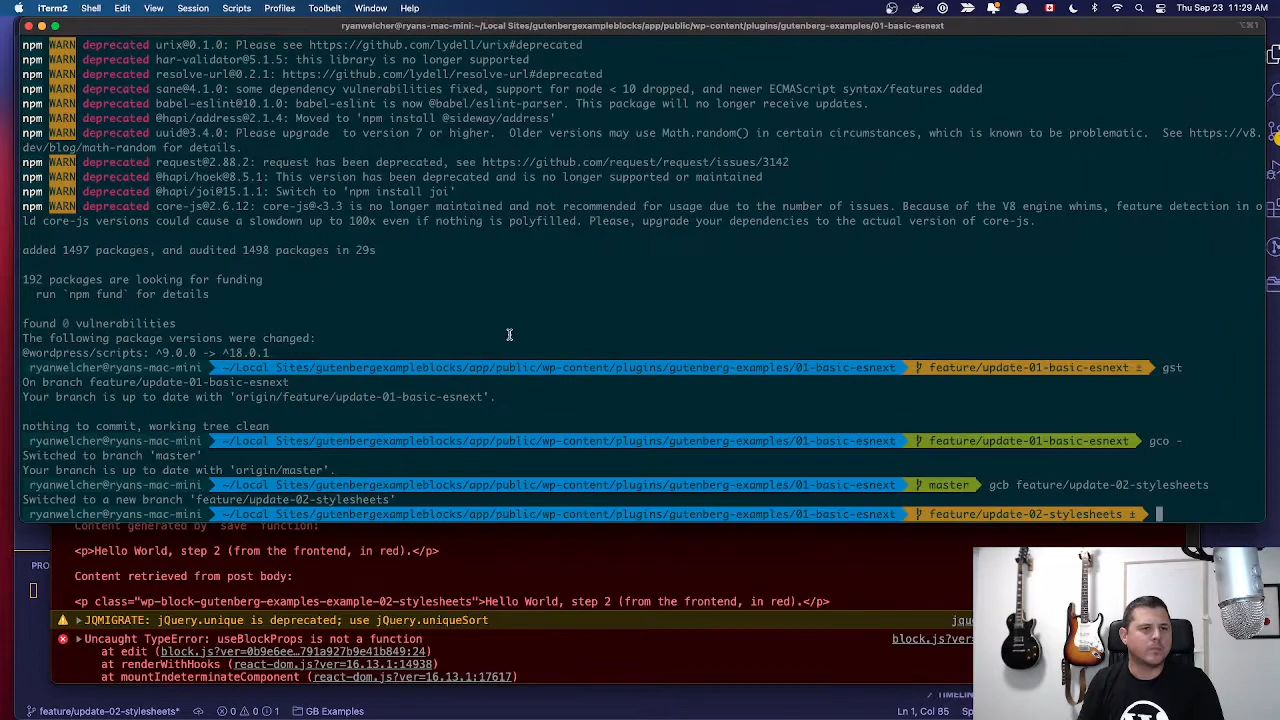 iTerm2 Shell Edit View Session Scripts Profiles Toolbelt Window Help Thu Sep 23 11:29 AM
ryanwelcher@ryans-mac-mini:~/Local Sites/gutenbergexampleblocks/app/public/wp-content/plugins/gutenberg-examples/01-basic-esnext ⌥⌘1
npm WARN deprecated urix@0.1.0: Please see https://github.com/lydell/urix#deprecated
npm WARN deprecated har-validator@5.1.5: this library is no longer supported
npm WARN deprecated resolve-url@0.2.1: https://github.com/lydell/resolve-url#deprecated
npm WARN deprecated sane@4.1.0: some dependency vulnerabilities fixed, support for node < 10 dropped, and newer ECMAScript syntax/features added
npm WARN deprecated babel-eslint@10.1.0: babel-eslint is now @babel/eslint-parser. This package will no longer receive updates.
npm WARN deprecated @hapi/address@2.1.4: Moved to 'npm install @sideway/address'
npm WARN deprecated uuid@3.4.0: Please upgrade  to version 7 or higher.  Older versions may use Math.random() in certain circumstances, which is known to be problematic.  See https://v8.
dev/blog/math-random for details.
npm WARN deprecated request@2.88.2: request has been deprecated, see https://github.com/request/request/issues/3142
npm WARN deprecated @hapi/hoek@8.5.1: This version has been deprecated and is no longer supported or maintained
npm WARN deprecated @hapi/joi@15.1.1: Switch to 'npm install joi'
npm WARN deprecated core-js@2.6.12: core-js@<3.3 is no longer maintained and not recommended for usage due to the number of issues. Because of the V8 engine whims, feature detection in o
ld core-js versions could cause a slowdown up to 100x even if nothing is polyfilled. Please, upgrade your dependencies to the actual version of core-js.
added 1497 packages, and audited 1498 packages in 29s
192 packages are looking for funding
run `npm fund` for details
found 0 vulnerabilities
The following package versions were changed:
@wordpress/scripts: ^9.0.0 -> ^18.0.1
ryanwelcher@ryans-mac-mini ~/Local Sites/gutenbergexampleblocks/app/public/wp-content/plugins/gutenberg-examples/01-basic-esnext feature/update-01-basic-esnext ± gst
On branch feature/update-01-basic-esnext
Your branch is up to date with 'origin/feature/update-01-basic-esnext'.
nothing to commit, working tree clean
ryanwelcher@ryans-mac-mini ~/Local Sites/gutenbergexampleblocks/app/public/wp-content/plugins/gutenberg-examples/01-basic-esnext feature/update-01-basic-esnext gco -
Switched to branch 'master'
Your branch is up to date with 'origin/master'.
ryanwelcher@ryans-mac-mini ~/Local Sites/gutenbergexampleblocks/app/public/wp-content/plugins/gutenberg-examples/01-basic-esnext master gcb feature/update-02-stylesheets
Switched to a new branch 'feature/update-02-stylesheets'
ryanwelcher@ryans-mac-mini ~/Local Sites/gutenbergexampleblocks/app/public/wp-content/plugins/gutenberg-examples/01-basic-esnext feature/update-02-stylesheets ±
Content generated by `save` function:
<p>Hello World, step 2 (from the frontend, in red).</p>
PRO
Content retrieved from post body:
<p class="wp-block-gutenberg-examples-example-02-stylesheets">Hello World, step 2 (from the frontend, in red).</p>
JQMIGRATE: jQuery.unique is deprecated; use jQuery.uniqueSort
Uncaught TypeError: useBlockProps is not a function block.js?ver=
at edit (block.js?ver=0b9e6ee…791a927b9e41b849:24)
at renderWithHooks (react-dom.js?ver=16.13.1:14938)
at mountIndeterminateComponent (react-dom.js?ver=16.13.1:17617)
TIMELINE
feature/update-02-stylesheets* 0 0 1 GB Examples Ln 1, Col 85